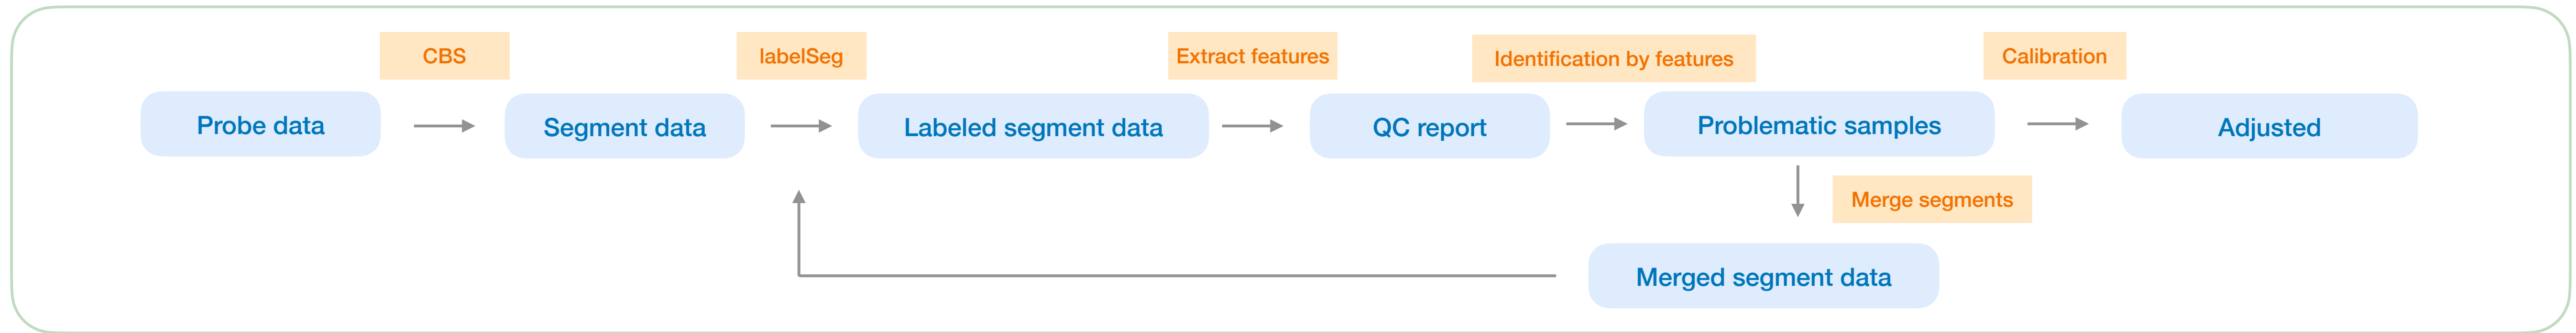 CBS
labelSeg
Extract features
Identification by features
Calibration
Probe data
Segment data
Labeled segment data
QC report
Problematic samples
Adjusted
Merge segments
Merged segment data